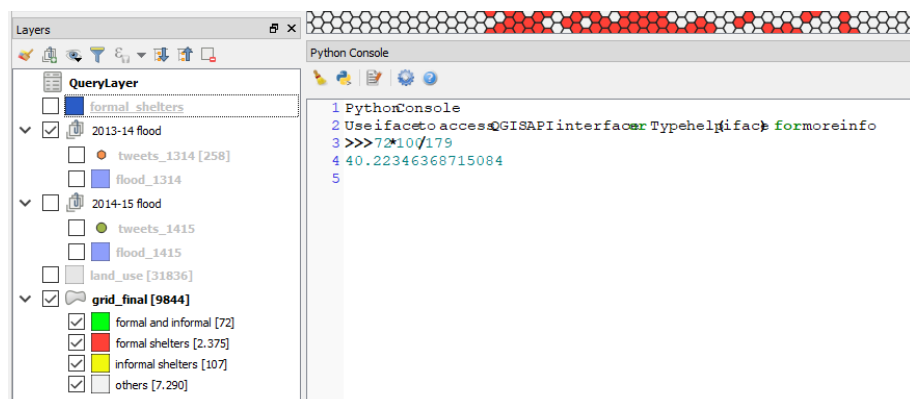 Layers
QueryLayer
formal_shelters
2013-14 flood
tweets_1314 [258]
flood_1314
2014-15 flood
tweets_1415
flood_1415
land_use [31836]
grid_final [9844]
formal and informal [72]
formal shelters [2.375]
informal shelters [107]
others [7.290]
Python Console
1 PythonConsole
2 Use iface to access QGIS API interface or Type help(iface) for more info
3 >>>72*100/179
4 40.22346368715084
5